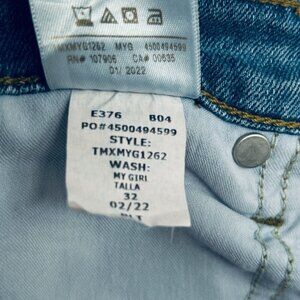 MXMYG1262 MYG 4500494599
RN# 107906 CA# 00635
01/ 2022
E376 B04
PO#4500494599
STYLE:
TMXMYG1262
WASH:
MY GIRL
TALLA
32
02/22